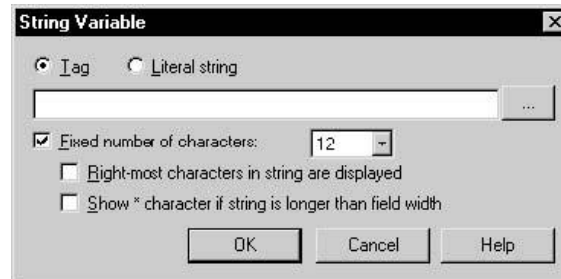 String Variable
Tag Literal string
...
Fixed number of characters: 12
Right-most characters in string are displayed
Show * character if string is longer than field width
OK Cancel Help